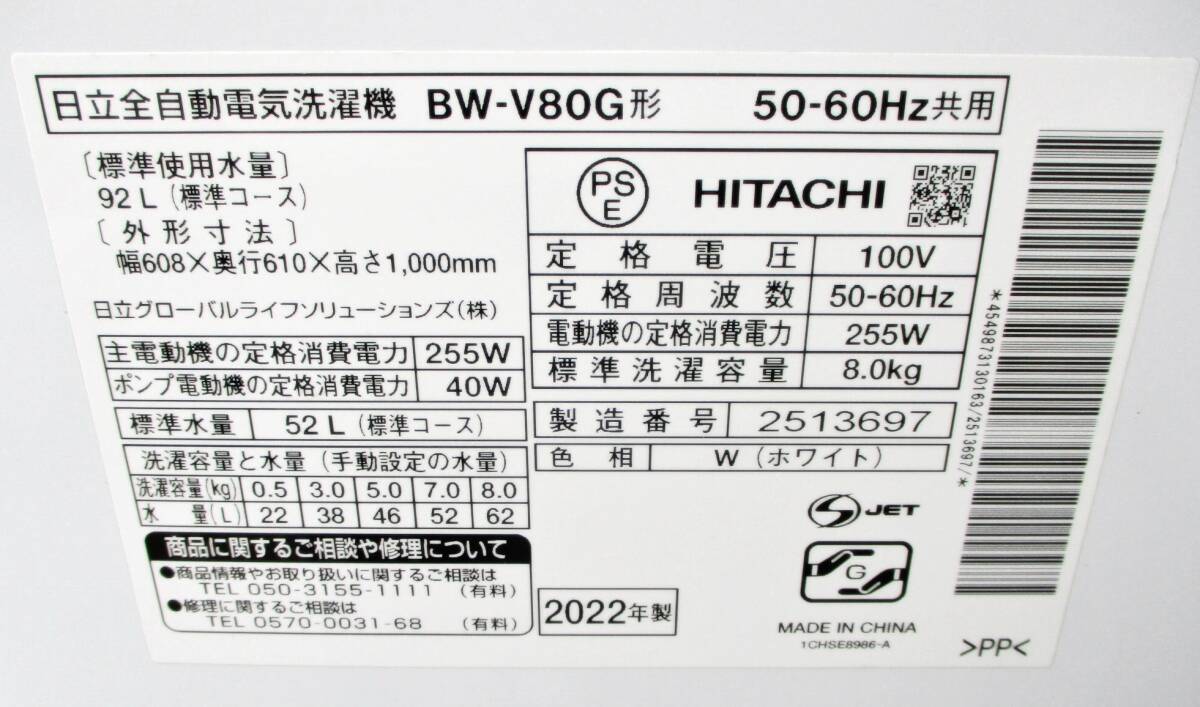 日立全自動電気洗濯機 BW-V80G形 50-60Hz共用
〔標準使用水量〕
92 L (標準コース)
〔外形寸法〕
幅608×奥行610×高さ1,000mm
日立グローバルライフソリューションズ(株)
主電動機の定格消費電力 255W
ポンプ電動機の定格消費電力 40W
標準水量 52 L (標準コース)
洗濯容量と水量 (手動設定の水量)
洗濯容量(kg) 0.5 3.0 5.0 7.0 8.0
水量(L) 22 38 46 52 62
商品に関するご相談や修理について
●商品情報やお取り扱いに関するご相談は
TEL 050-3155-1111 (有料)
●修理に関するご相談は
TEL 0570-0031-68 (有料)
PS
E
HITACHI
定格電圧 100V
定格周波数 50-60Hz
電動機の定格消費電力 255W
標準洗濯容量 8.0kg
製造番号 2513697
色相 W (ホワイト)
S JET
G
2022年製
MADE IN CHINA
1CHSE8986-A
>PP<
*4549873130163/2513697/*